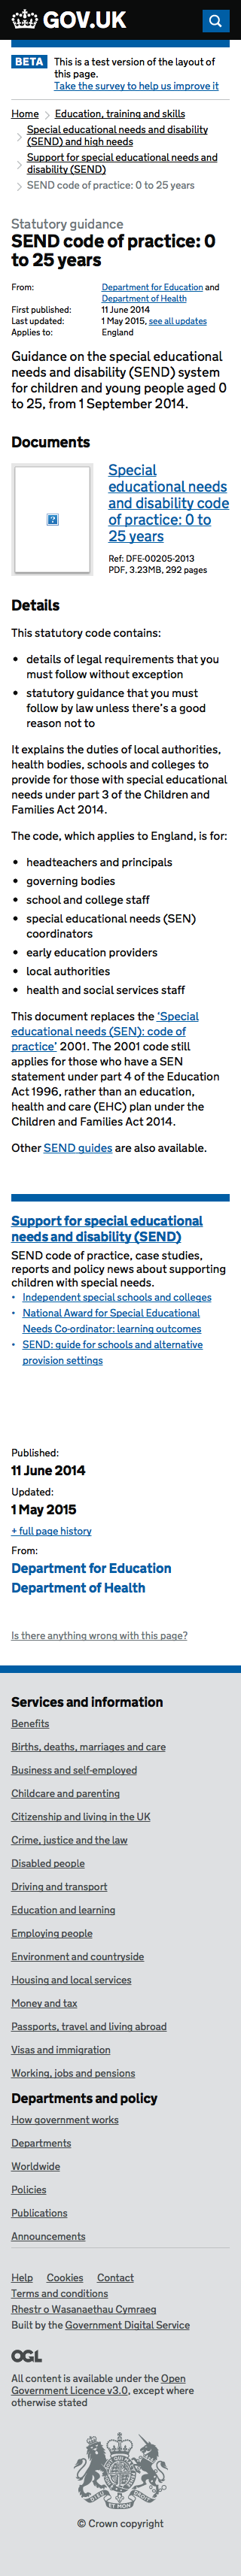 GOV.UK
BETA This is a test version of the layout of
this page.
Take the survey to help us improve it
Home Education, training and skills
Special educational needs and disability
(SEND) and high needs
Support for special educational needs and
disability (SEND)
SEND code of practice: 0 to 25 years
Statutory guidance
SEND code of practice: 0
to 25 years
From: Department for Education and
Department of Health
First published: 11 June 2014
Last updated: 1 May 2015, see all updates
Applies to: England
Guidance on the special educational
needs and disability (SEND) system
for children and young people aged 0
to 25, from 1 September 2014.
Documents
Special
educational needs
and disability code
of practice: 0 to
25 years
Ref: DFE-00205-2013
PDF, 3.23MB, 292 pages
Details
This statutory code contains:
• details of legal requirements that you
must follow without exception
• statutory guidance that you must
follow by law unless there’s a good
reason not to
It explains the duties of local authorities,
health bodies, schools and colleges to
provide for those with special educational
needs under part 3 of the Children and
Families Act 2014.
The code, which applies to England, is for:
• headteachers and principals
• governing bodies
• school and college staff
• special educational needs (SEN)
coordinators
• early education providers
• local authorities
• health and social services staff
This document replaces the ‘Special
educational needs (SEN): code of
practice’ 2001. The 2001 code still
applies for those who have a SEN
statement under part 4 of the Education
Act 1996, rather than an education,
health and care (EHC) plan under the
Children and Families Act 2014.
Other SEND guides are also available.
Support for special educational
needs and disability (SEND)
SEND code of practice, case studies,
reports and policy news about supporting
children with special needs.
• Independent special schools and colleges
• National Award for Special Educational
Needs Co-ordinator: learning outcomes
• SEND: guide for schools and alternative
provision settings
Published:
11 June 2014
Updated:
1 May 2015
+ full page history
From:
Department for Education
Department of Health
Is there anything wrong with this page?
Services and information
Benefits
Births, deaths, marriages and care
Business and self-employed
Childcare and parenting
Citizenship and living in the UK
Crime, justice and the law
Disabled people
Driving and transport
Education and learning
Employing people
Environment and countryside
Housing and local services
Money and tax
Passports, travel and living abroad
Visas and immigration
Working, jobs and pensions
Departments and policy
How government works
Departments
Worldwide
Policies
Publications
Announcements
Help Cookies Contact
Terms and conditions
Rhestr o Wasanaethau Cymraeg
Built by the Government Digital Service
OGL
All content is available under the Open
Government Licence v3.0, except where
otherwise stated
© Crown copyright